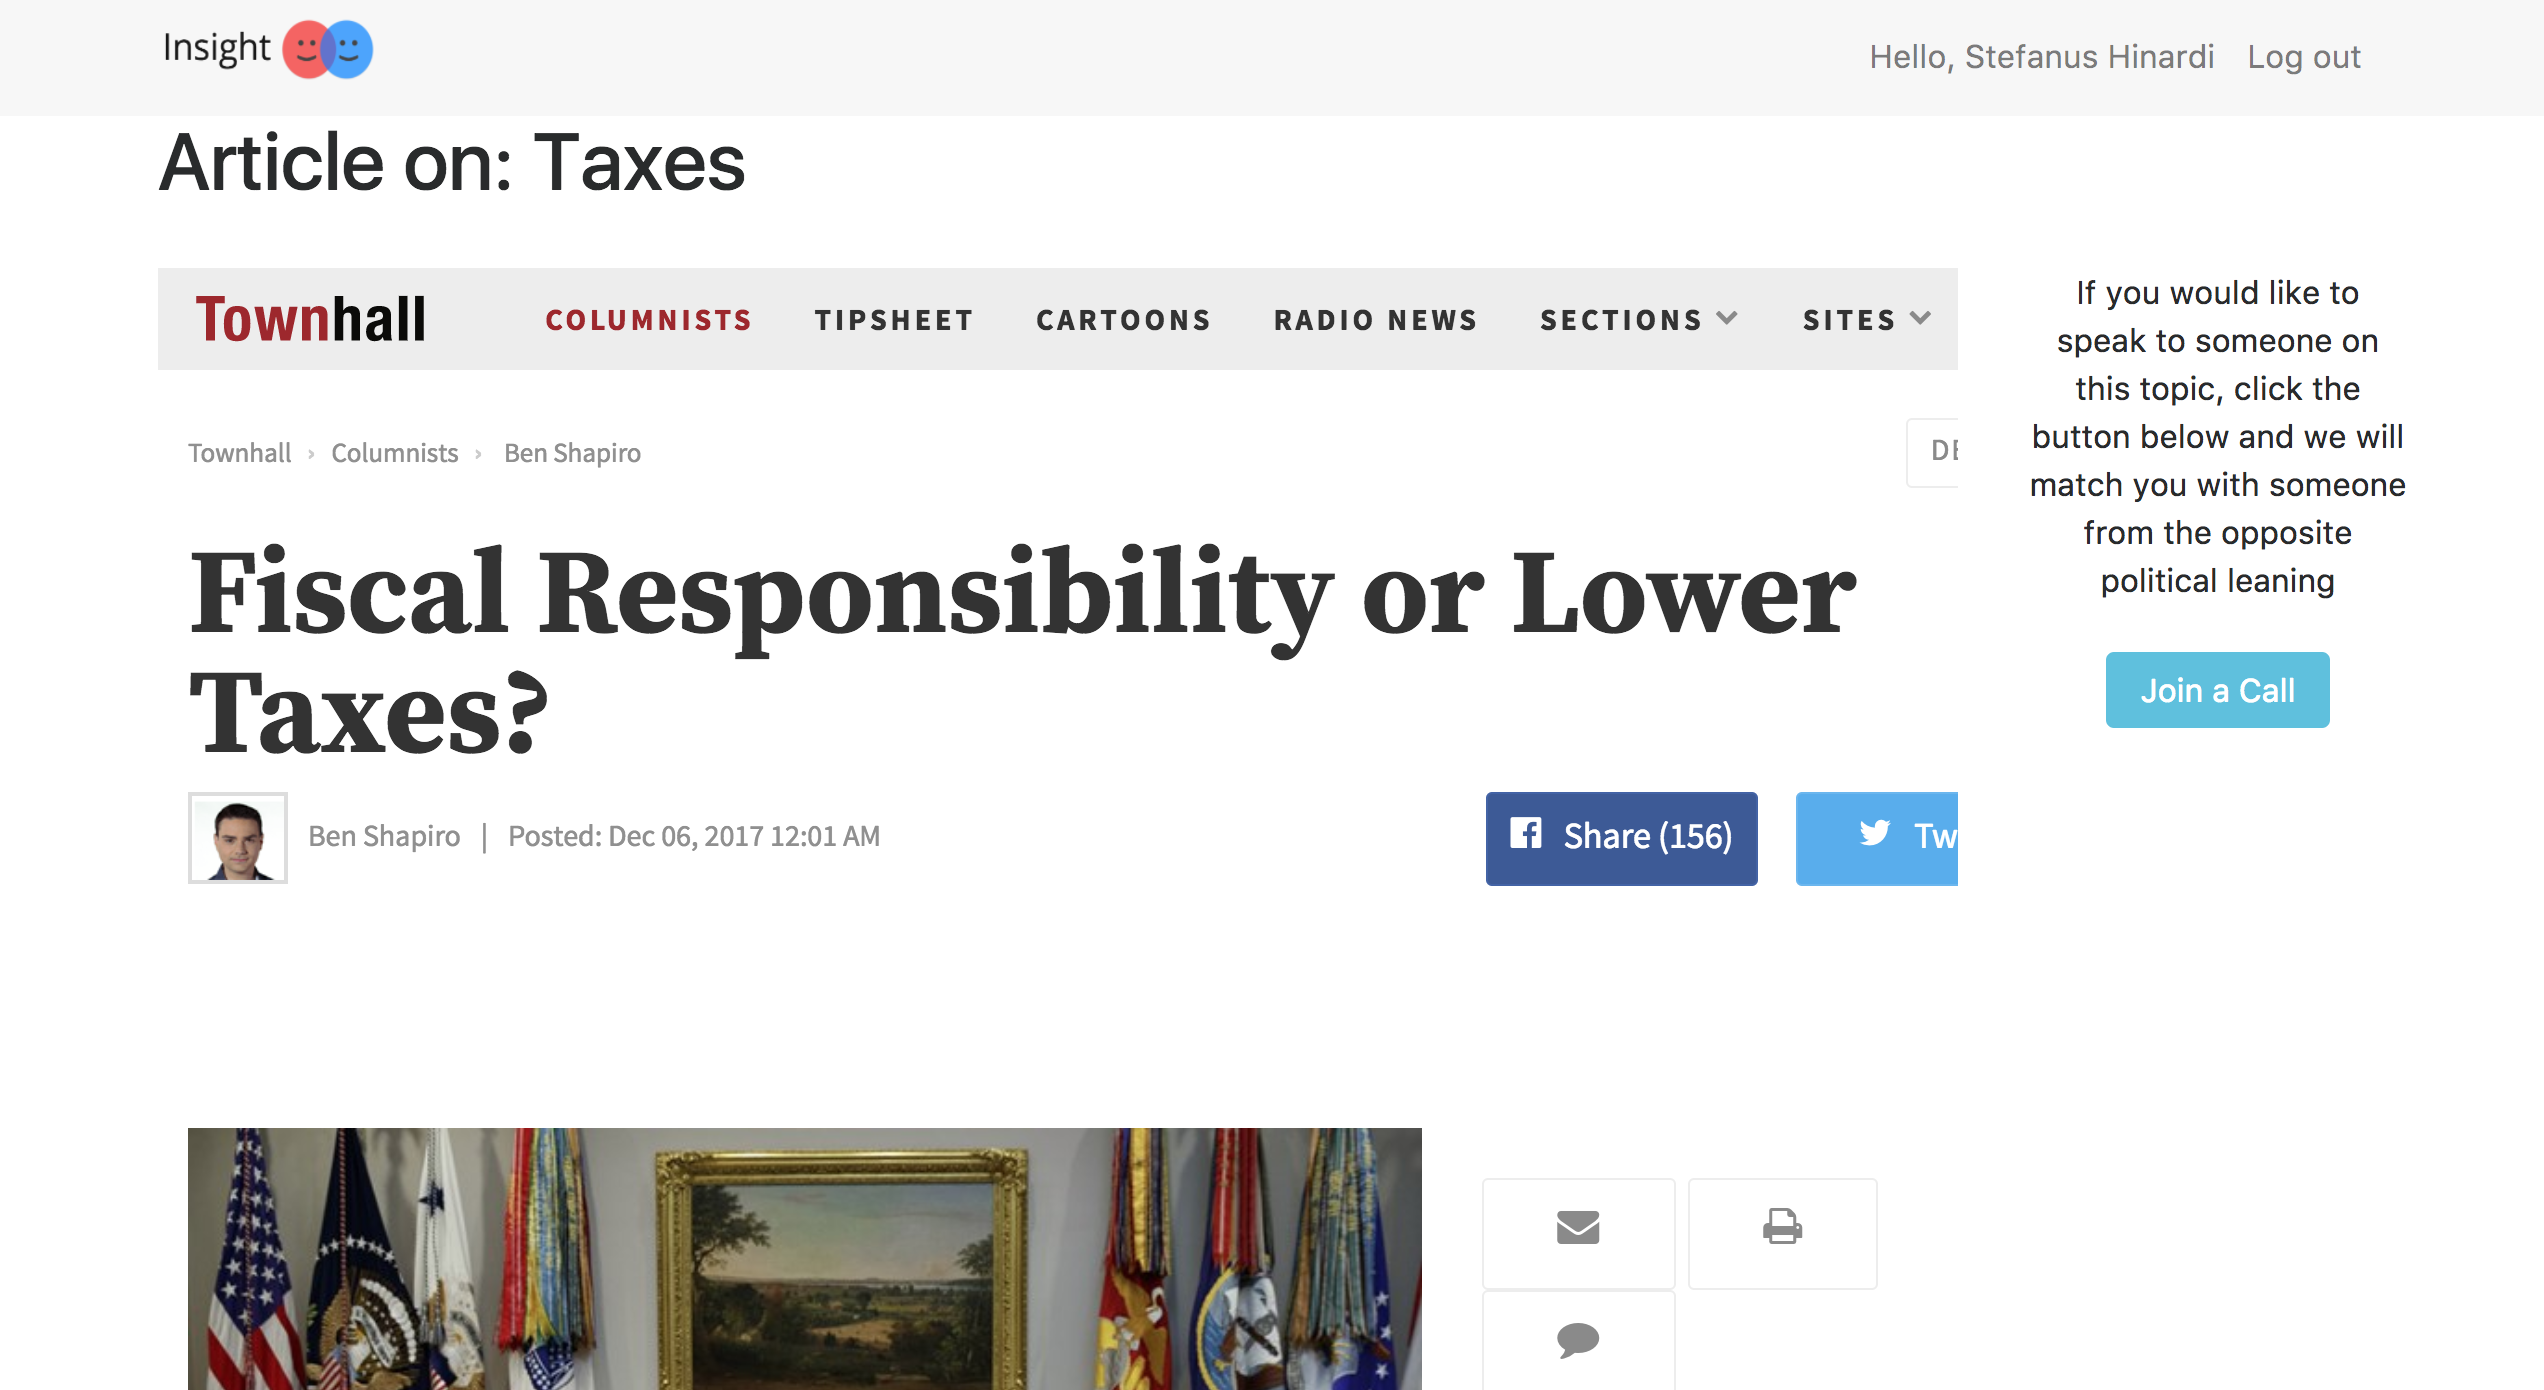 Insight
Hello, Stefanus Hinardi Log out
Article on: Taxes
Townhall COLUMNISTS TIPSHEET CARTOONS RADIO NEWS SECTIONS SITES
Townhall › Columnists › Ben Shapiro
DE
Fiscal Responsibility or Lower
Taxes?
Ben Shapiro | Posted: Dec 06, 2017 12:01 AM
Share (156)
Tw
If you would like to
speak to someone on
this topic, click the
button below and we will
match you with someone
from the opposite
political leaning
Join a Call